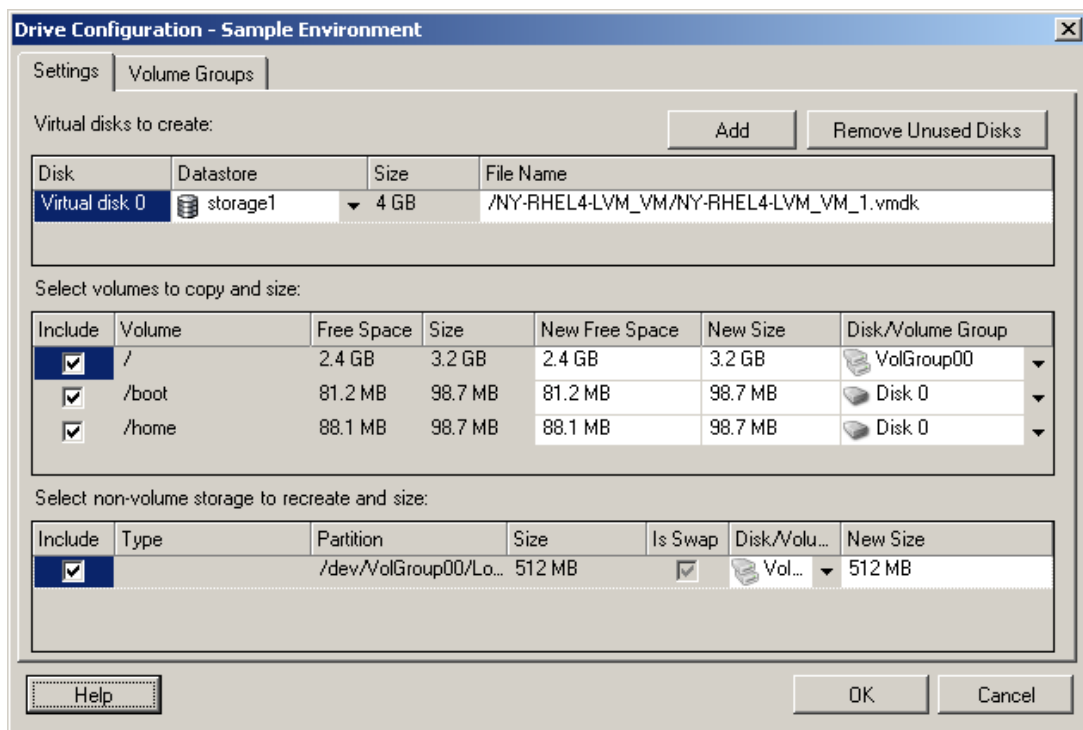 Drive Configuration - Sample Environment
Settings Volume Groups
Virtual disks to create: Add Remove Unused Disks
Disk Datastore Size File Name
Virtual disk 0 storage1 4 GB /NY-RHEL4-LVM_VM/NY-RHEL4-LVM_VM_1.vmdk
Select volumes to copy and size:
Include Volume Free Space Size New Free Space New Size Disk/Volume Group
/ 2.4 GB 3.2 GB 2.4 GB 3.2 GB VolGroup00
/boot 81.2 MB 98.7 MB 81.2 MB 98.7 MB Disk 0
/home 88.1 MB 98.7 MB 88.1 MB 98.7 MB Disk 0
Select non-volume storage to recreate and size:
Include Type Partition Size Is Swap Disk/Volu... New Size
/dev/VolGroup00/Lo... 512 MB Vol... 512 MB
Help OK Cancel